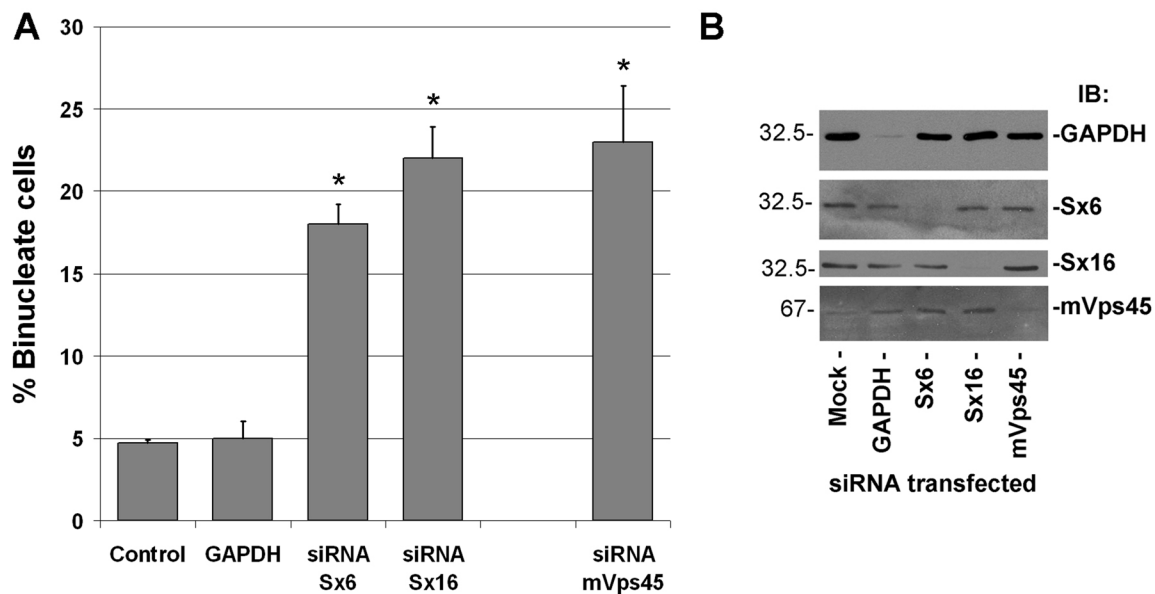 A
% Binucleate cells
30
25
20
15
10
5
0
*
*
*
Control
GAPDH
siRNA
Sx6
siRNA
Sx16
siRNA
mVps45
B
IB:
32.5-
-GAPDH
32.5-
-Sx6
32.5-
-Sx16
67-
-mVps45
Mock -
GAPDH -
Sx6 -
Sx16 -
mVps45 -
siRNA transfected